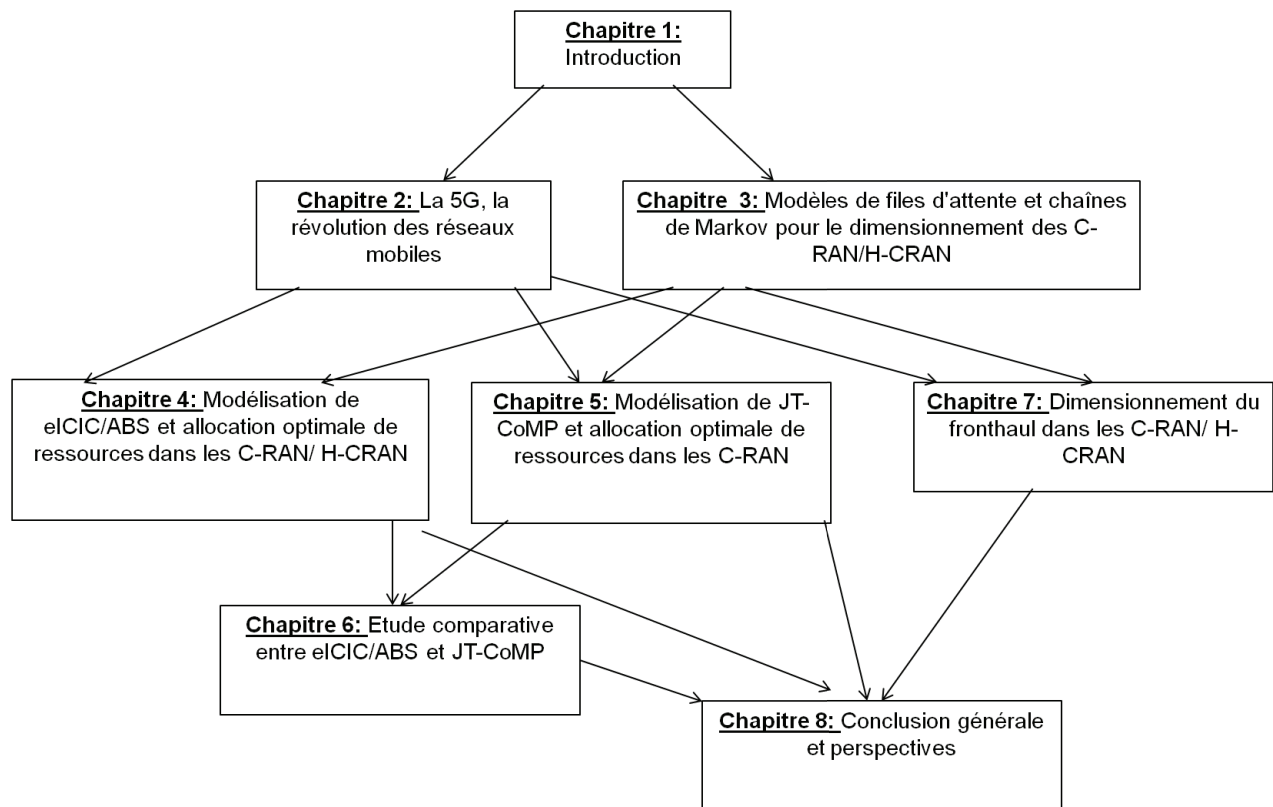 Chapitre 1:
Introduction
Chapitre 2: La 5G, la
révolution des réseaux
mobiles
Chapitre 3: Modèles de files d'attente et chaînes
de Markov pour le dimensionnement des C-
RAN/H-CRAN
Chapitre 4: Modélisation de
eICIC/ABS et allocation optimale de
ressources dans les C-RAN/ H-CRAN
Chapitre 5: Modélisation de JT-
CoMP et allocation optimale de
ressources dans les C-RAN
Chapitre 7: Dimensionnement du
fronthaul dans les C-RAN/ H-
CRAN
Chapitre 6: Etude comparative
entre eICIC/ABS et JT-CoMP
Chapitre 8: Conclusion générale
et perspectives